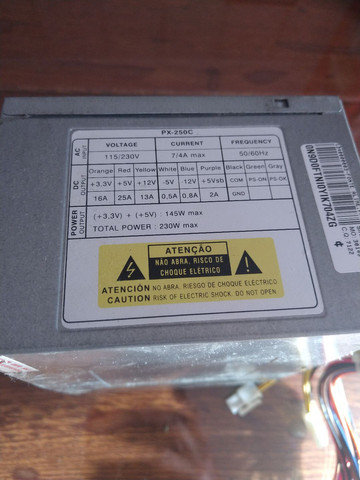 PX-250C
AC INPUT VOLTAGE CURRENT FREQUENCY
115/230V 7/4A max 50/60Hz
DC OUTPUT Orange Red Yellow White Blue Purple Black Green Gray
+3,3V +5V +12V -5V -12V +5Vsb COM PS-ON PS-OK
16A 25A 13A 0,5A 0,8A 2A GND
POWER OUTPUT (+3,3V) + (+5V) : 145W max
TOTAL POWER : 230W max
ATENÇÃO
NÃO ABRA, RISCO DE
CHOQUE ELÉTRICO
ATENCIÓN NO ABRA. RIESGO DE CHOQUE ELÉCTRICO.
CAUTION RISK OF ELECTRIC SHOCK. DO NOT OPEN.